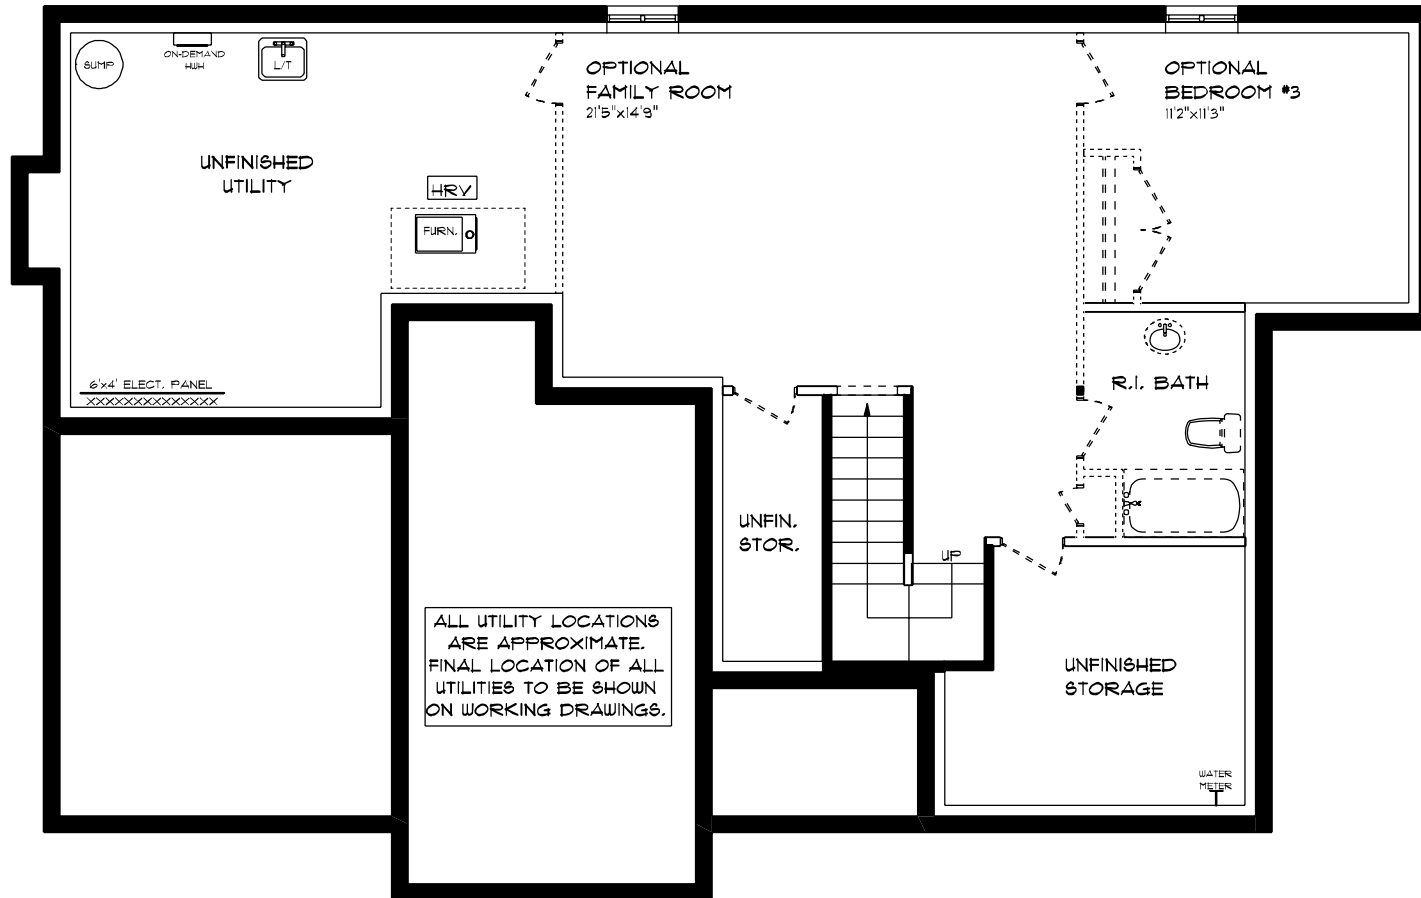 SUMP
ON-DEMAND
HWH
L/T
OPTIONAL
FAMILY ROOM
21'5"x14'9"
OPTIONAL
BEDROOM #3
11'2"x11'3"
UNFINISHED
UTILITY
HRV
FURN.
6'x4' ELECT. PANEL
XXXXXXXXXXXXXX
R.I. BATH
UNFIN.
STOR.
UP
ALL UTILITY LOCATIONS
ARE APPROXIMATE.
FINAL LOCATION OF ALL
UTILITIES TO BE SHOWN
ON WORKING DRAWINGS.
UNFINISHED
STORAGE
WATER
METER